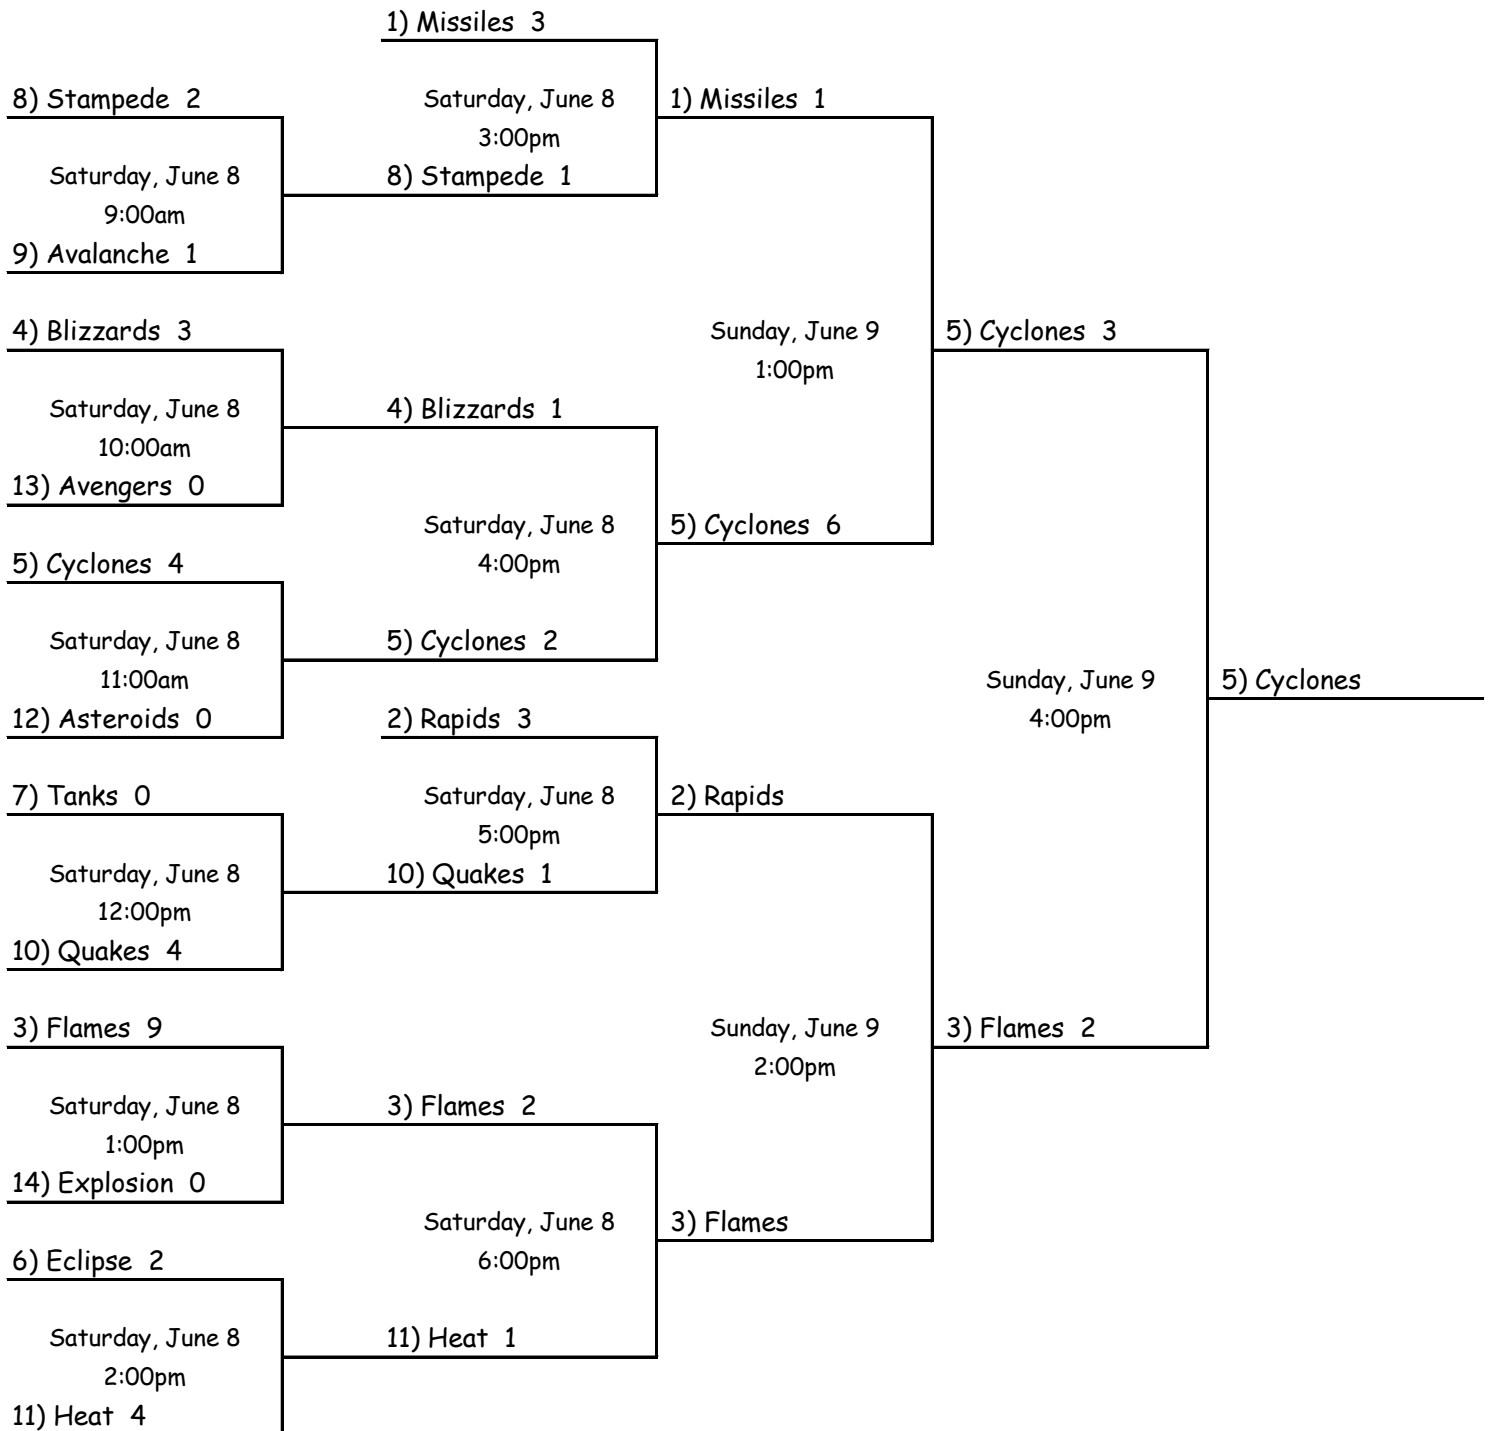 1) Missiles 3
8) Stampede 2
Saturday, June 8
3:00pm
1) Missiles 1
Saturday, June 8
9:00am
8) Stampede 1
9) Avalanche 1
4) Blizzards 3
Sunday, June 9
1:00pm
5) Cyclones 3
Saturday, June 8
10:00am
4) Blizzards 1
13) Avengers 0
Saturday, June 8
4:00pm
5) Cyclones 6
5) Cyclones 4
Saturday, June 8
11:00am
5) Cyclones 2
Sunday, June 9
4:00pm
5) Cyclones
12) Asteroids 0
2) Rapids 3
7) Tanks 0
Saturday, June 8
5:00pm
2) Rapids
Saturday, June 8
12:00pm
10) Quakes 1
10) Quakes 4
3) Flames 9
Sunday, June 9
2:00pm
3) Flames 2
Saturday, June 8
1:00pm
3) Flames 2
14) Explosion 0
Saturday, June 8
6:00pm
3) Flames
6) Eclipse 2
Saturday, June 8
2:00pm
11) Heat 1
11) Heat 4